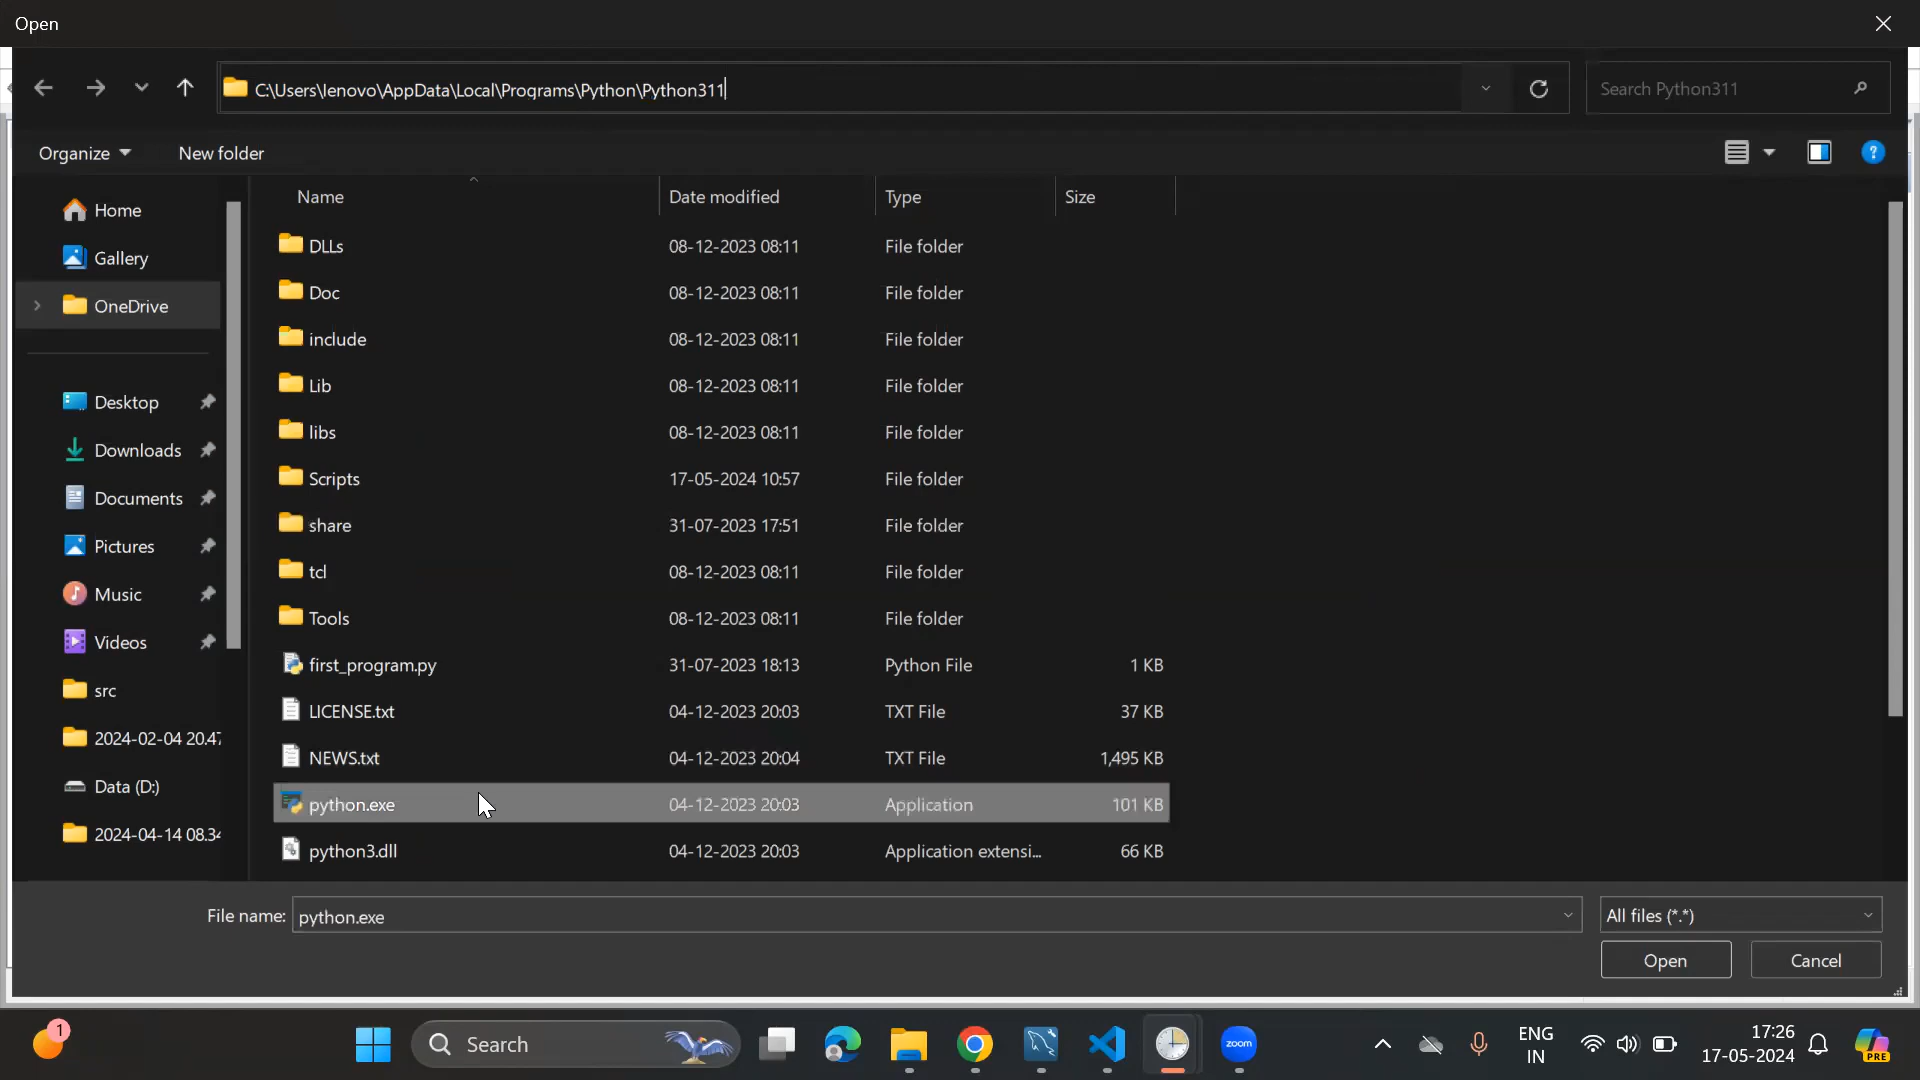 Open
C:\Users\lenovo\AppData\Local\Programs\Python\Python311
Search Python311
Organize
New folder
Name
Date modified
Type
Size
Home
Gallery
OneDrive
Desktop
Downloads
Documents
Pictures
Music
Videos
src
2024-02-04 20.47
Data (D:)
2024-04-14 08.34
DLLs 08-12-2023 08:11 File folder
Doc 08-12-2023 08:11 File folder
include 08-12-2023 08:11 File folder
Lib 08-12-2023 08:11 File folder
libs 08-12-2023 08:11 File folder
Scripts 17-05-2024 10:57 File folder
share 31-07-2023 17:51 File folder
tcl 08-12-2023 08:11 File folder
Tools 08-12-2023 08:11 File folder
first_program.py 31-07-2023 18:13 Python File 1 KB
LICENSE.txt 04-12-2023 20:03 TXT File 37 KB
NEWS.txt 04-12-2023 20:04 TXT File 1,495 KB
python.exe 04-12-2023 20:03 Application 101 KB
python3.dll 04-12-2023 20:03 Application extensi... 66 KB
File name: python.exe
All files (*.*)
Open
Cancel
1
Search
zoom
ENG
IN
17:26
17-05-2024
PRE